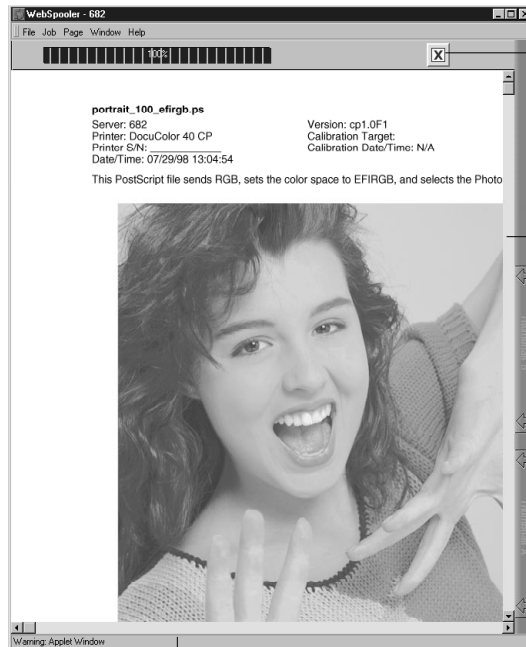 WebSpooler - 682
File Job Page Window Help
100%
X
portrait_100_efirgb.ps
Server: 682
Printer: DocuColor 40 CP
Printer S/N: ____________
Date/Time: 07/29/98 13:04:54
Version: cp1.0F1
Calibration Target:
Calibration Date/Time: N/A
This PostScript file sends RGB, sets the color space to EFIRGB, and selects the Photo
Warning: Applet Window